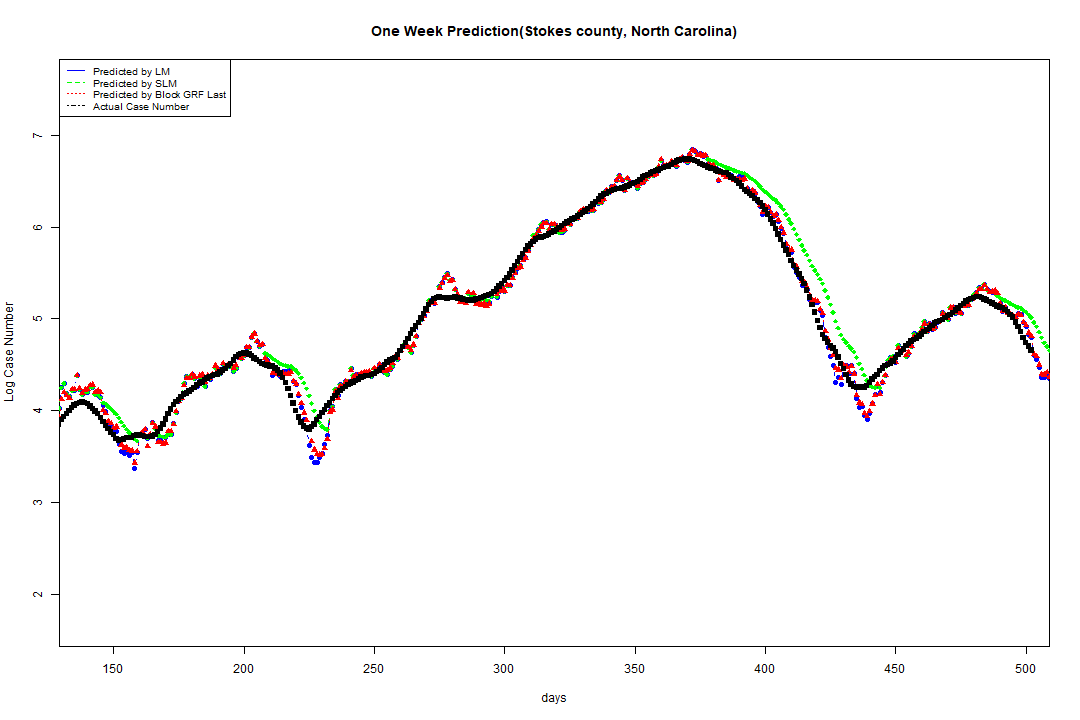 One Week Prediction(Stokes county, North Carolina)
Predicted by LM
Predicted by SLM
Predicted by Block GRF Last
Actual Case Number
Log Case Number
7
6
5
4
3
2
150 200 250 300 350 400 450 500
days